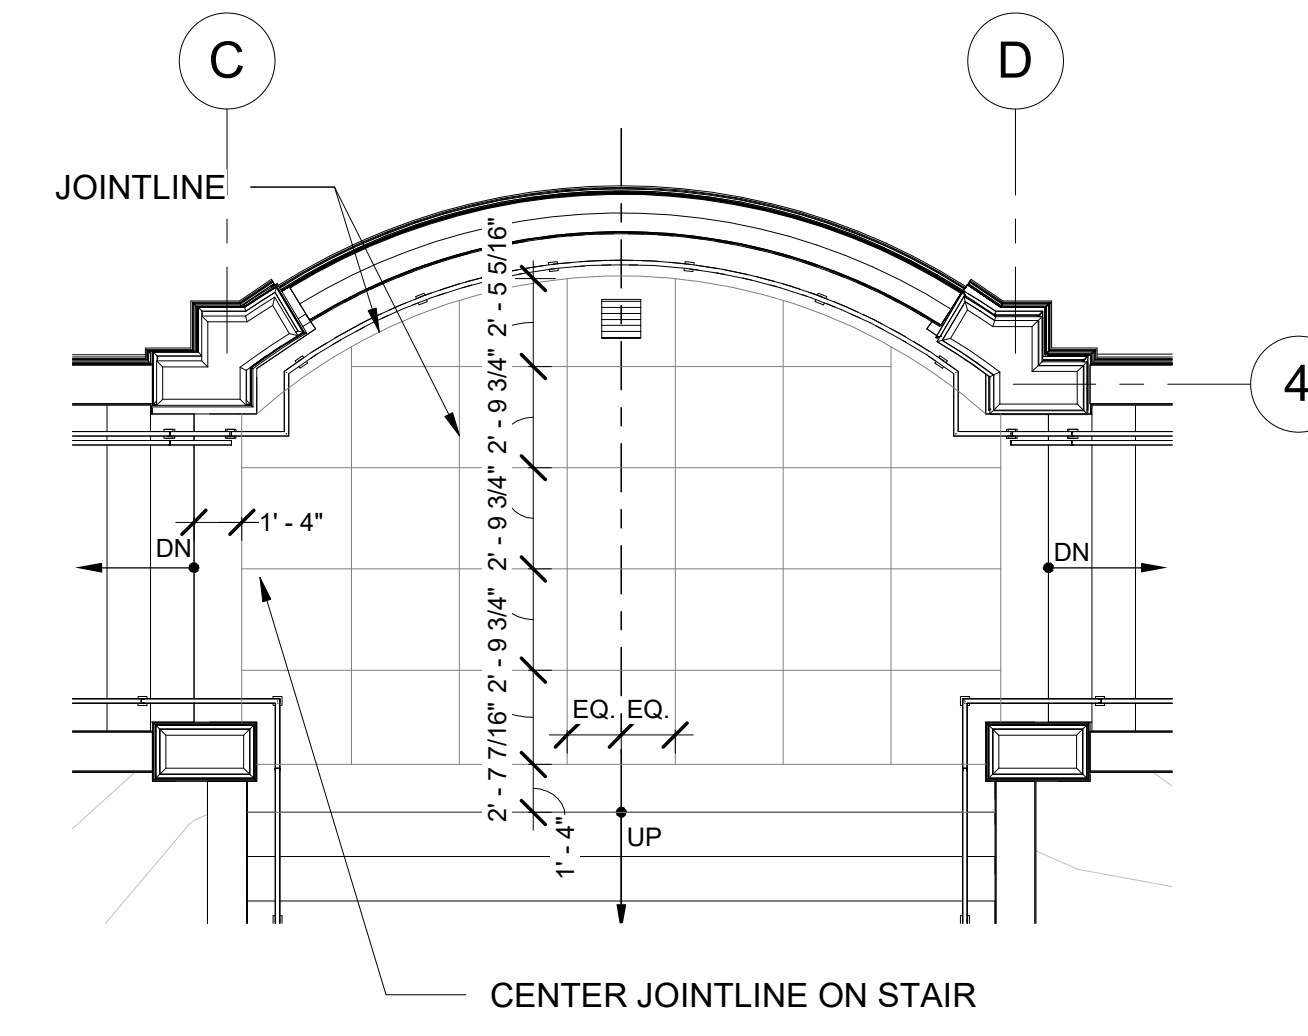 C
D
JOINTLINE
2' - 5 5/16"
2' - 9 3/4"
4
2' - 9 3/4"
1' - 4"
DN
DN
2' - 9 3/4"
EQ. EQ.
2' - 7 7/16"
1' - 4"
UP
CENTER JOINTLINE ON STAIR